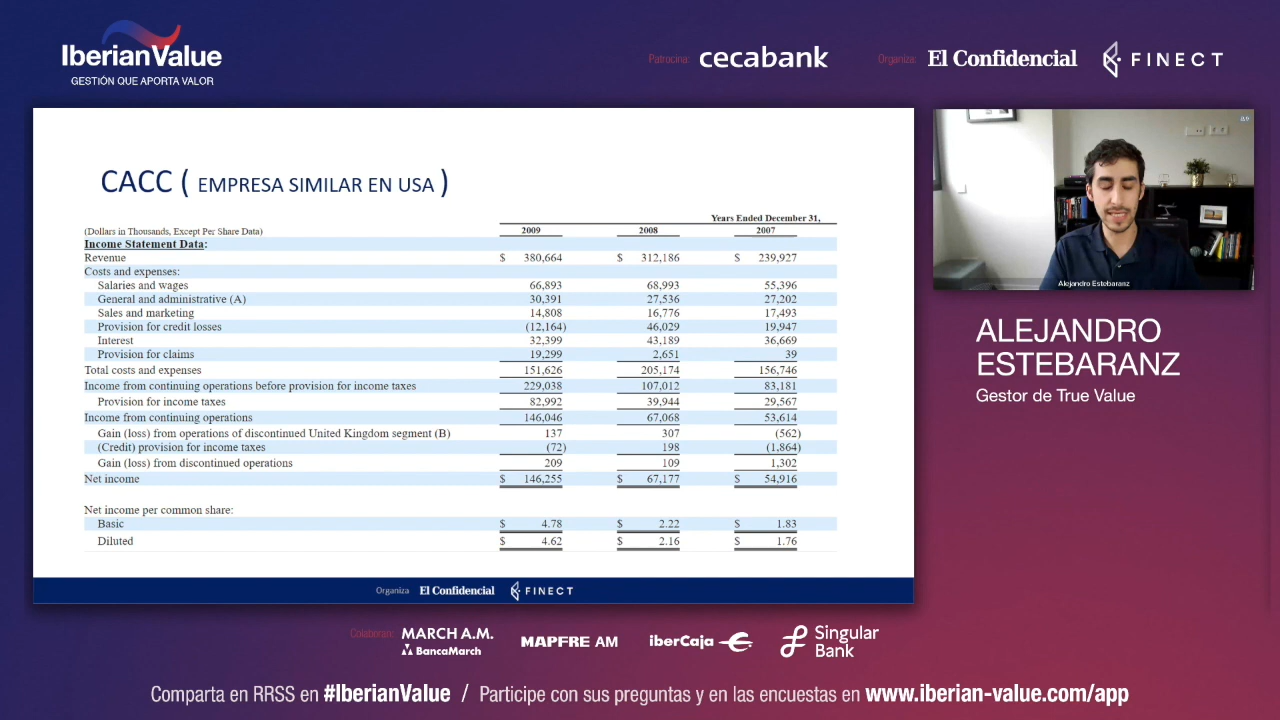 IberianValue
GESTIÓN QUE APORTA VALOR
Patrocina: cecabank
Organiza: El Confidencial FINECT
CACC ( EMPRESA SIMILAR EN USA )
Years Ended December 31,
(Dollars in Thousands, Except Per Share Data) 2009 2008 2007
Income Statement Data:
Revenue $ 380,664 $ 312,186 $ 239,927
Costs and expenses:
Salaries and wages 66,893 68,993 55,396
General and administrative (A) 30,391 27,536 27,202
Sales and marketing 14,808 16,776 17,493
Provision for credit losses (12,164) 46,029 19,947
Interest 32,399 43,189 36,669
Provision for claims 19,299 2,651 39
Total costs and expenses 151,626 205,174 156,746
Income from continuing operations before provision for income taxes 229,038 107,012 83,181
Provision for income taxes 82,992 39,944 29,567
Income from continuing operations 146,046 67,068 53,614
Gain (loss) from operations of discontinued United Kingdom segment (B) 137 307 (562)
(Credit) provision for income taxes (72) 198 (1,864)
Gain (loss) from discontinued operations 209 109 1,302
Net income $ 146,255 $ 67,177 $ 54,916
Net income per common share:
Basic $ 4.78 $ 2.22 $ 1.83
Diluted $ 4.62 $ 2.16 $ 1.76
Organiza El Confidencial FINECT
Alejandro Estebaranz
ALEJANDRO
ESTEBARANZ
Gestor de True Value
Colaboran: MARCH A.M.
BancaMarch
MAPFRE AM
iberCaja
Singular
Bank
Comparta en RRSS en #IberianValue / Participe con sus preguntas y en las encuestas en www.iberian-value.com/app